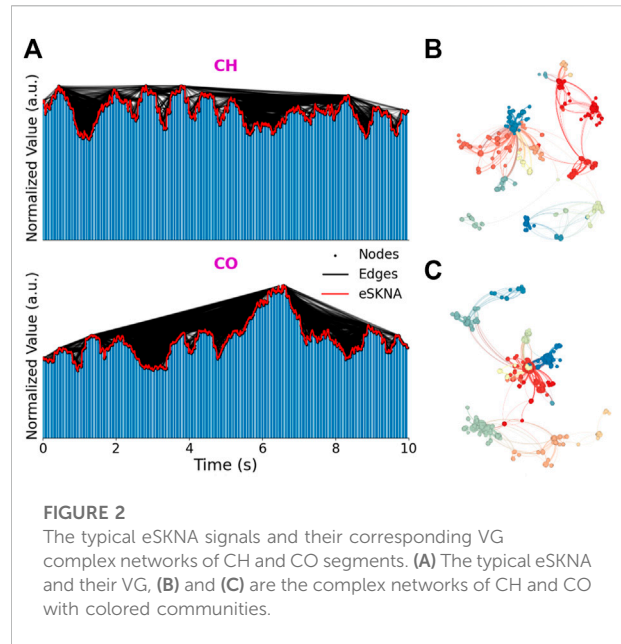 A
B
CH
Normalized Value (a.u.)
CO
Nodes
Edges
eSKNA
C
Normalized Value (a.u.)
0 2 4 6 8 10
Time (s)
FIGURE 2
The typical eSKNA signals and their corresponding VG
complex networks of CH and CO segments. (A) The typical eSKNA
and their VG, (B) and (C) are the complex networks of CH and CO
with colored communities.